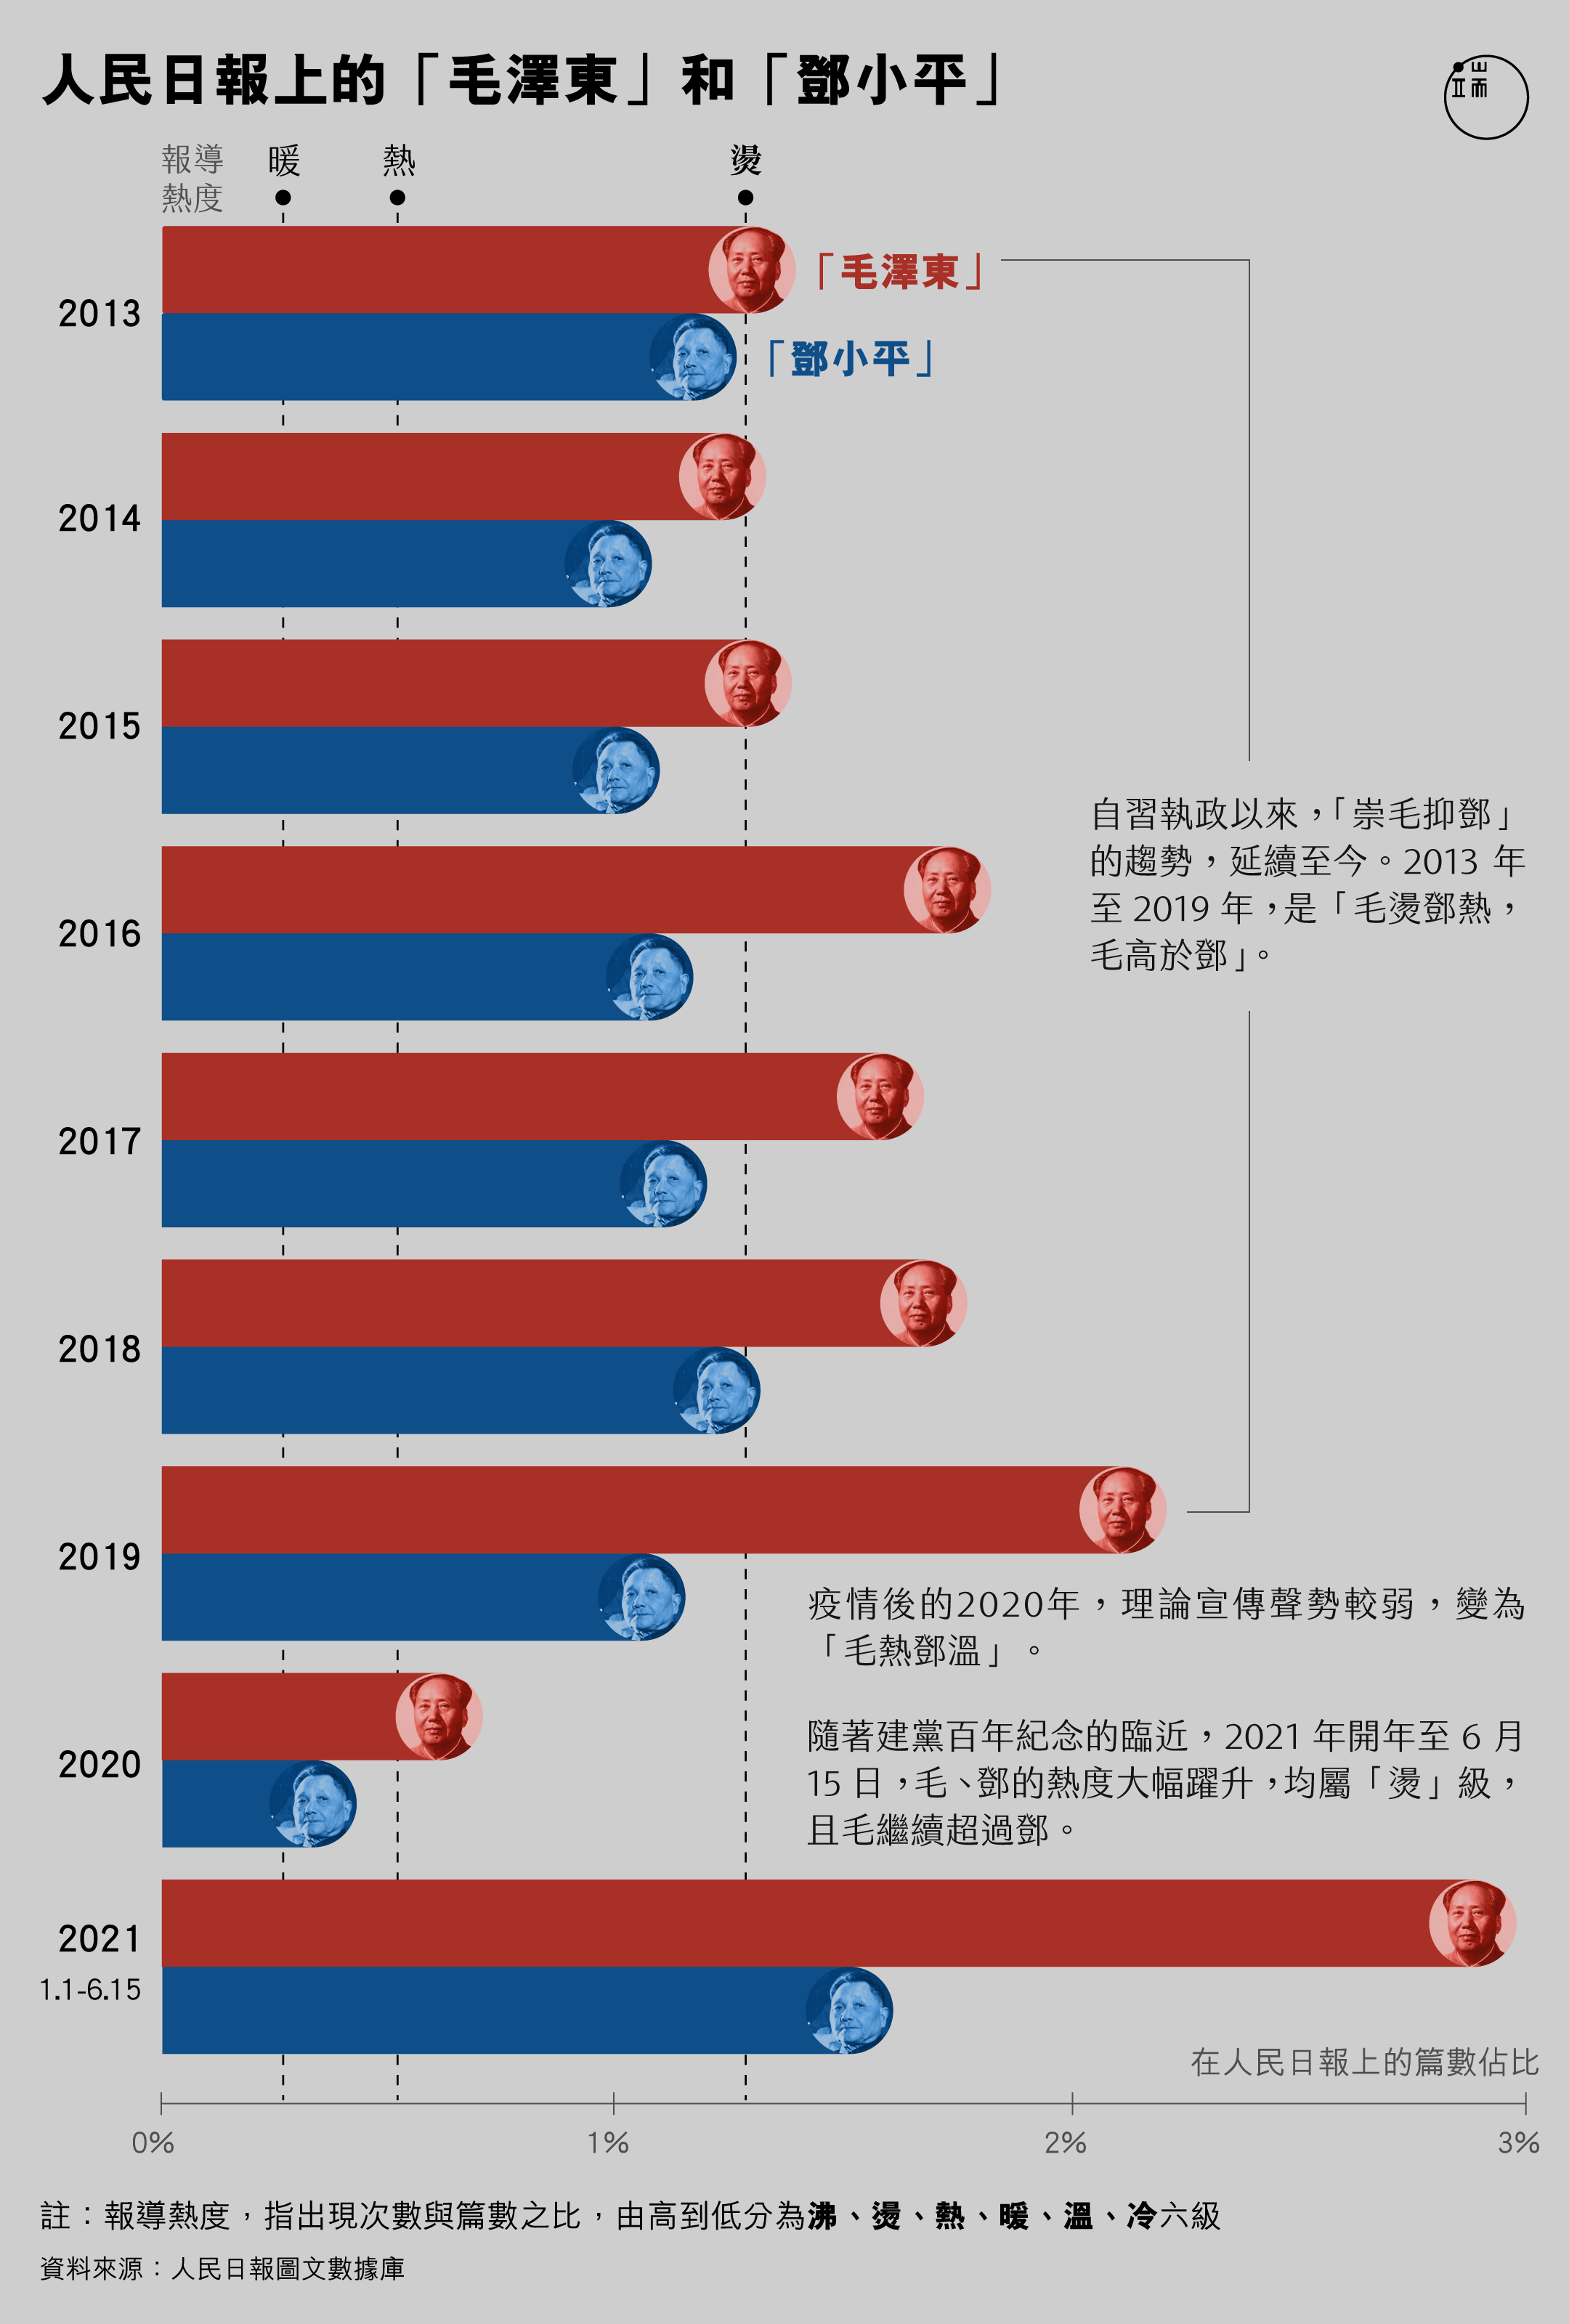 人民日報上的「毛澤東」和「鄧小平」
端
報導
熱度
暖
熱
燙
2013
「毛澤東」
「鄧小平」
2014
2015
2016
2017
2018
2019
2020
2021
1.1-6.15
自習執政以來，「崇毛抑鄧」
的趨勢，延續至今。2013 年
至 2019 年，是「毛燙鄧熱，
毛高於鄧」。
疫情後的2020年，理論宣傳聲勢較弱，變為
「毛熱鄧溫」。
隨著建黨百年紀念的臨近，2021 年開年至 6 月
15 日，毛、鄧的熱度大幅躍升，均屬「燙」級，
且毛繼續超過鄧。
在人民日報上的篇數佔比
0%
1%
2%
3%
註：報導熱度，指出現次數與篇數之比，由高到低分為沸、燙、熱、暖、溫、冷六級
資料來源：人民日報圖文數據庫